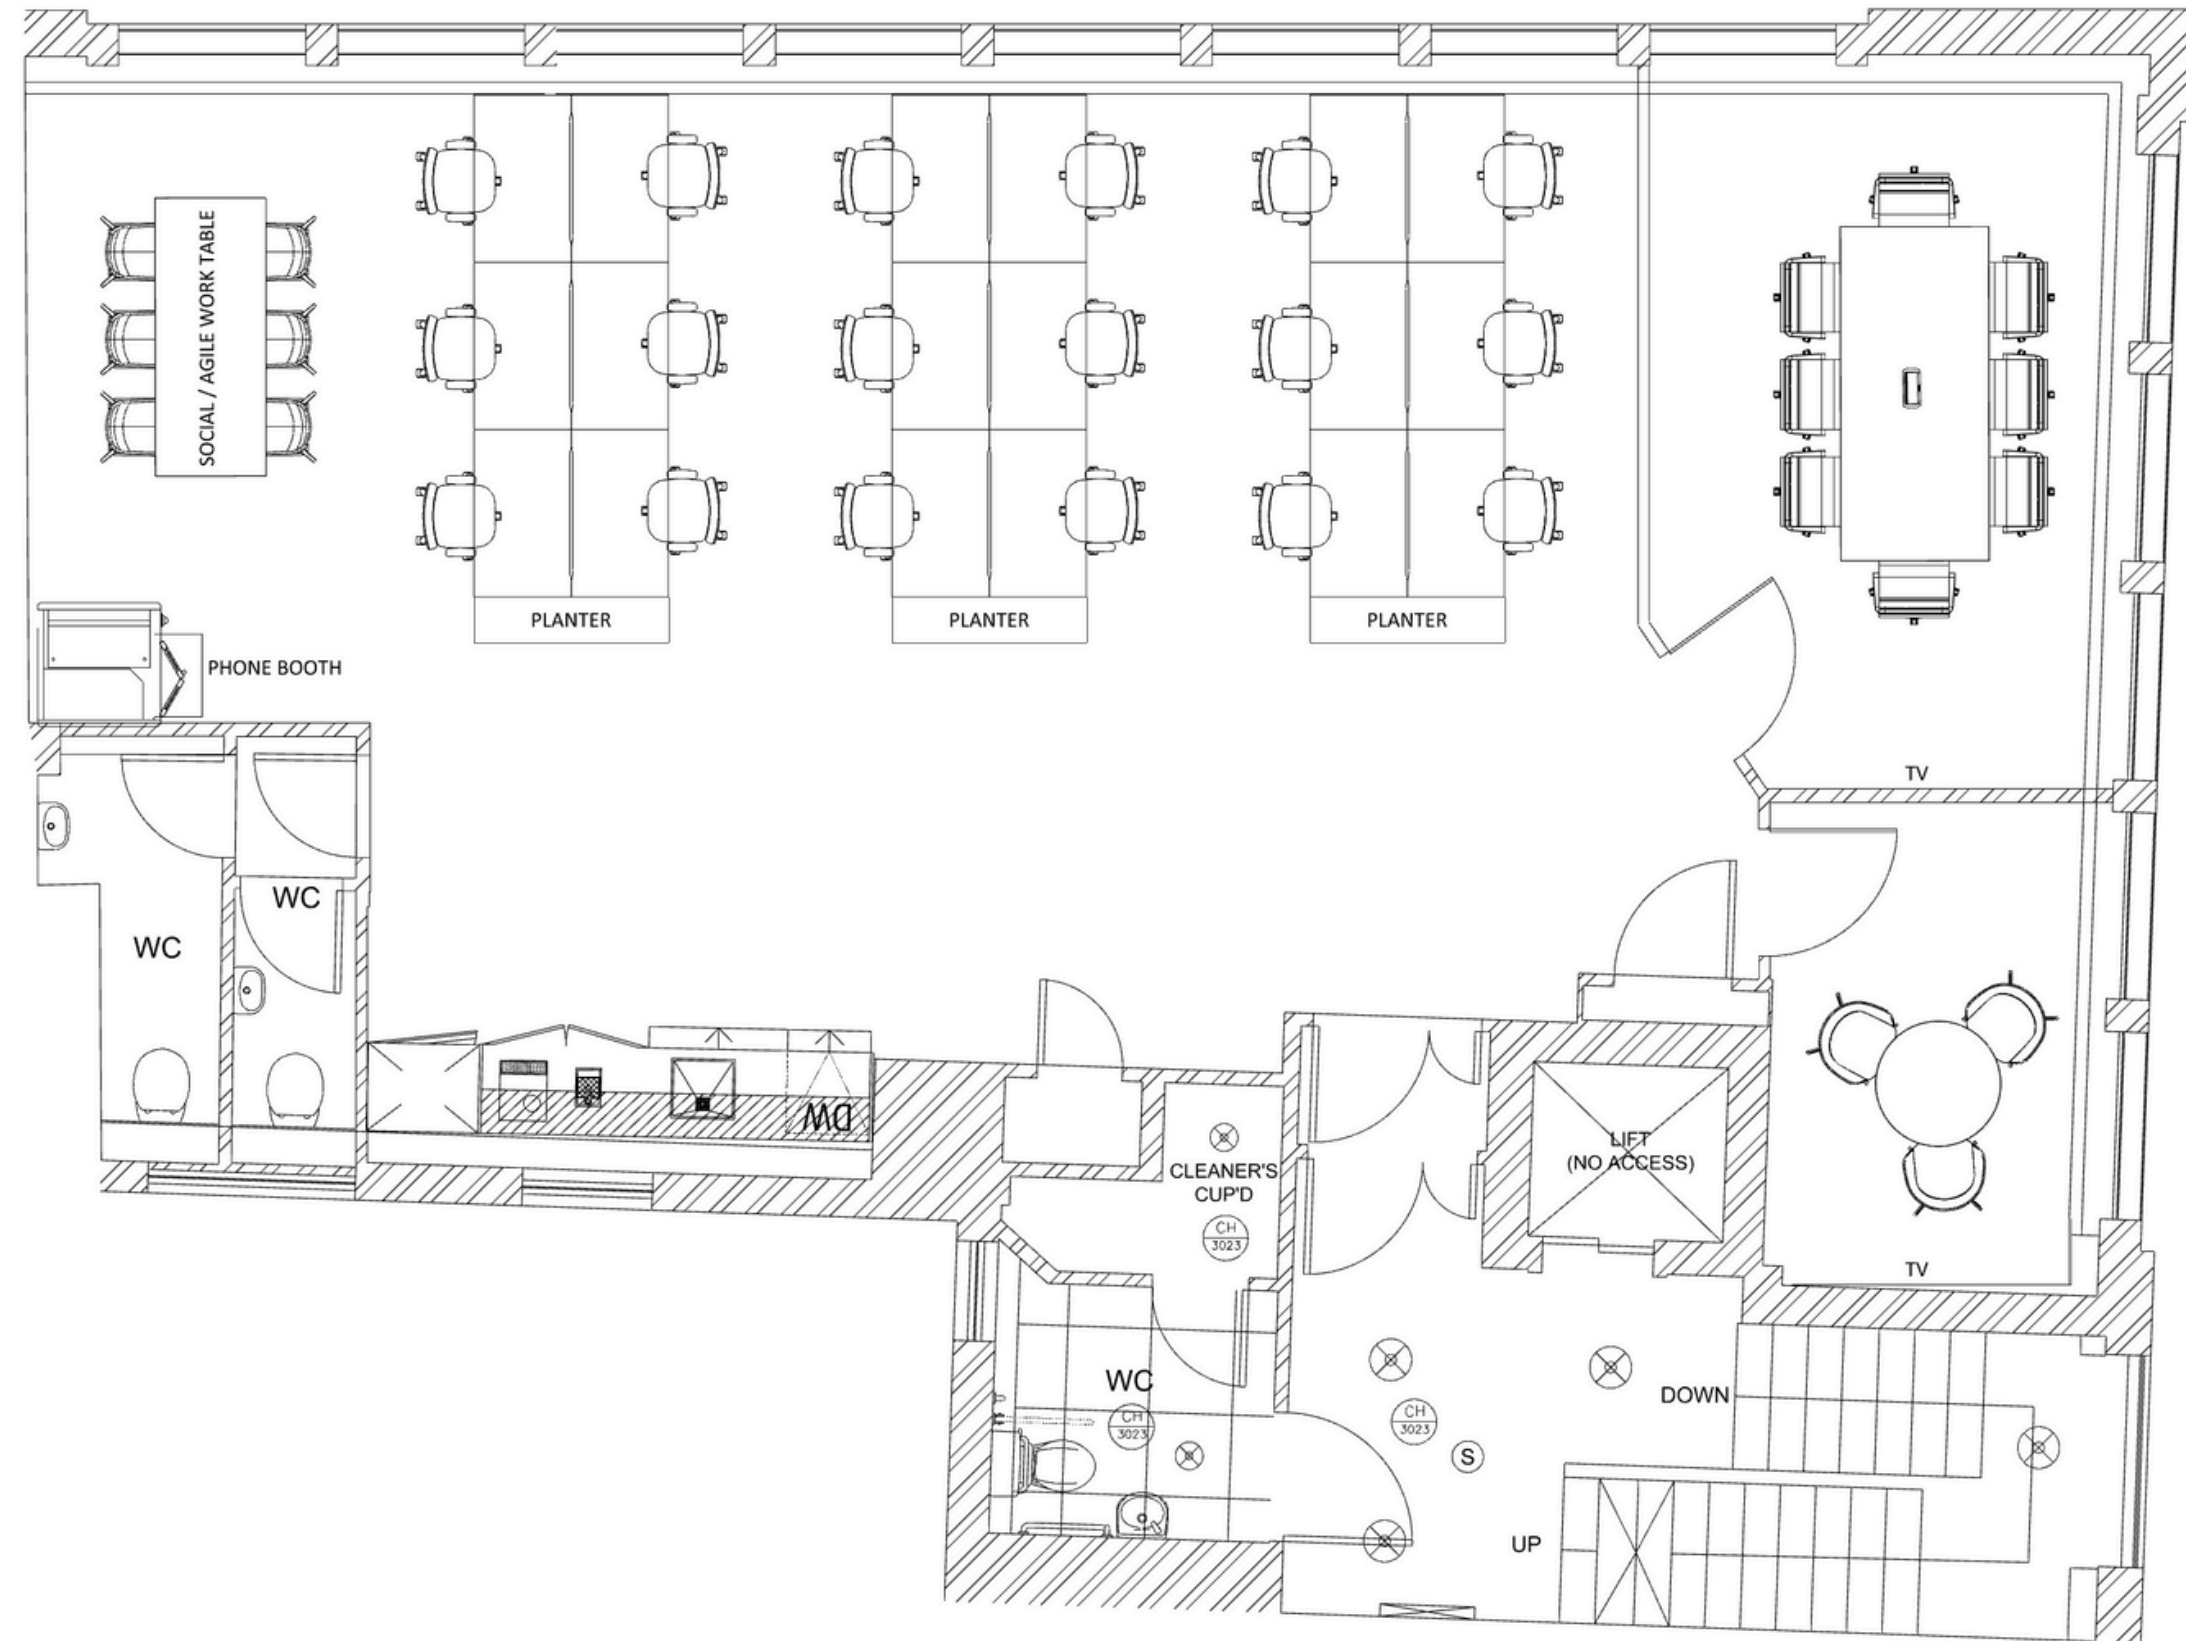 SOCIAL / AGILE WORK TABLE
PLANTER
PLANTER
PLANTER
PHONE BOOTH
TV
WC
WC
DW
LIFT
(NO ACCESS)
CLEANER'S
CUP'D
CH
3023
TV
WC
CH
3023
CH
3023
S
DOWN
UP